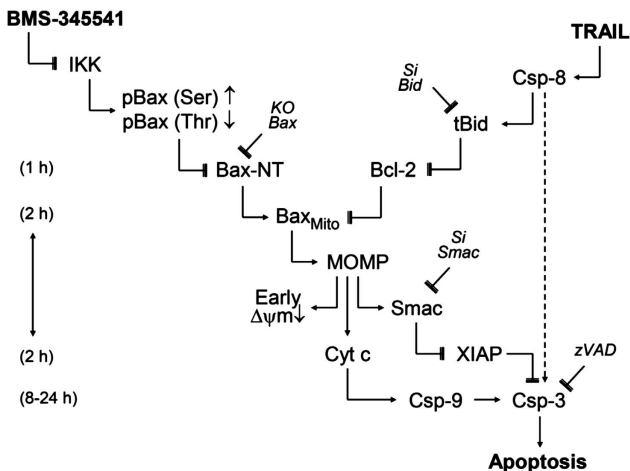 BMS-345541
TRAIL
IKK
Csp-8
Si
Bid
pBax (Ser) ↑
pBax (Thr) ↓
KO
Bax
tBid
(1 h)
Bax-NT
Bcl-2
(2 h)
BaxMito
MOMP
Si
Smac
Early
Δψm↓
Smac
(2 h)
Cyt c
XIAP
zVAD
(8-24 h)
Csp-9
Csp-3
Apoptosis